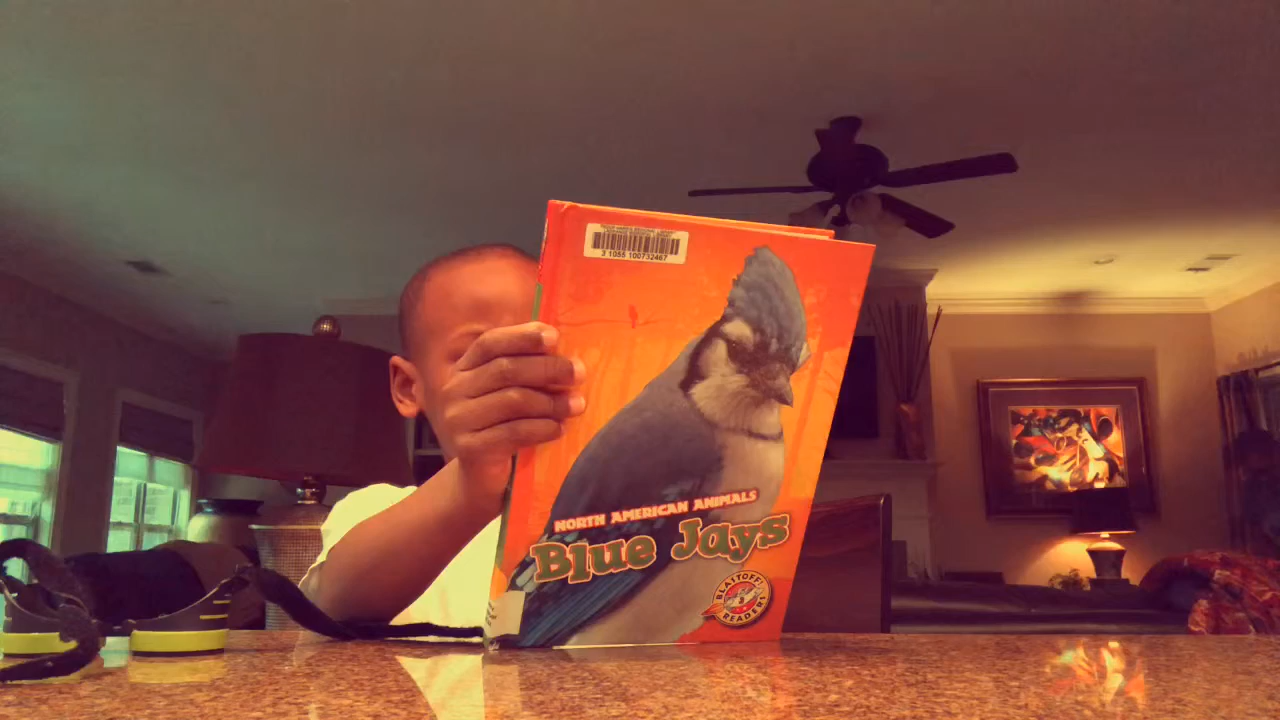 3 1055 100732467
NORTH AMERICAN ANIMALS
Blue Jays
BLASTOFF!
READERS